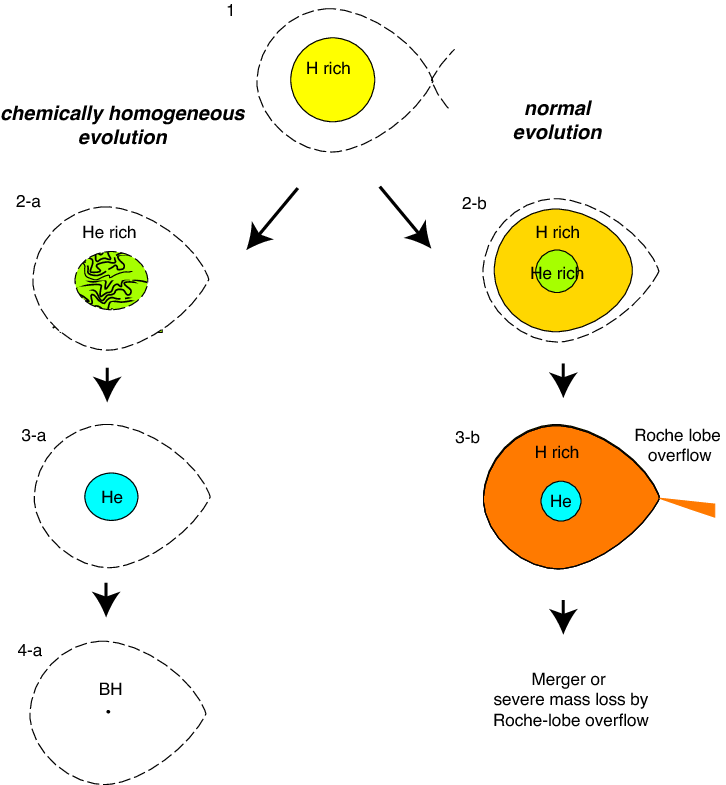 1
H rich
chemically homogeneous
evolution
normal
evolution
2-a
He rich
2-b
H rich
He rich
3-a
He
3-b
H rich
He
Roche lobe
overflow
4-a
BH
Merger or
severe mass loss by
Roche-lobe overflow